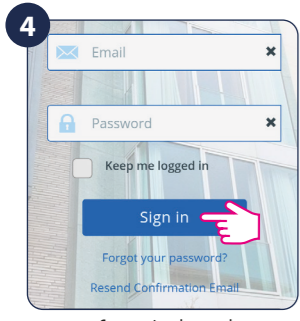 4
Email
Password
Keep me logged in
Sign in
Forgot your password?
Resend Confirmation Email